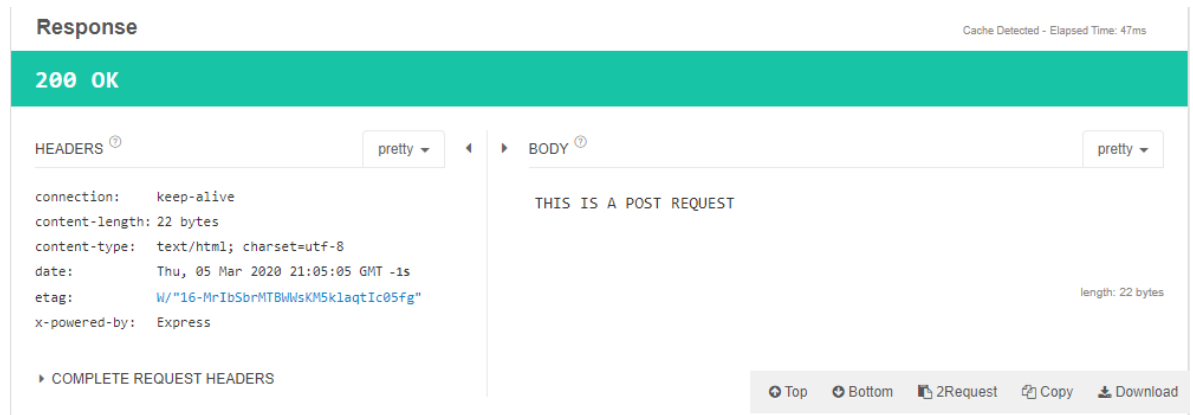 Response
Cache Detected - Elapsed Time: 47ms
200 OK
HEADERS ?
pretty
connection: keep-alive
content-length: 22 bytes
content-type: text/html; charset=utf-8
date: Thu, 05 Mar 2020 21:05:05 GMT -1s
etag: W/"16-MrIbSbrMTBWWsKM5klaqtIc05fg"
x-powered-by: Express
COMPLETE REQUEST HEADERS
BODY ?
pretty
THIS IS A POST REQUEST
length: 22 bytes
Top Bottom 2Request Copy Download